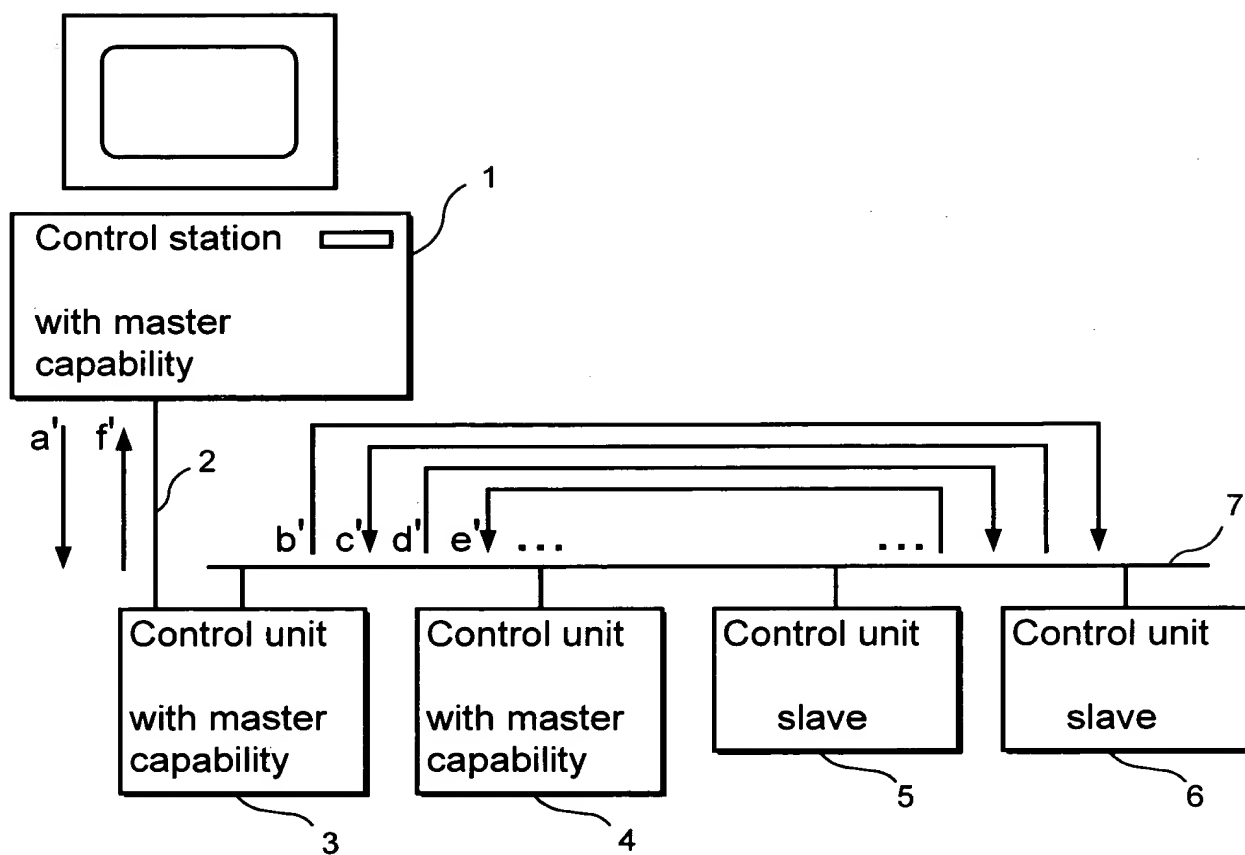 1
Control station
with master
capability
a'
f'
2
b'
c'
d'
e'
...
...
7
Control unit
with master
capability
Control unit
with master
capability
Control unit
slave
Control unit
slave
3
4
5
6